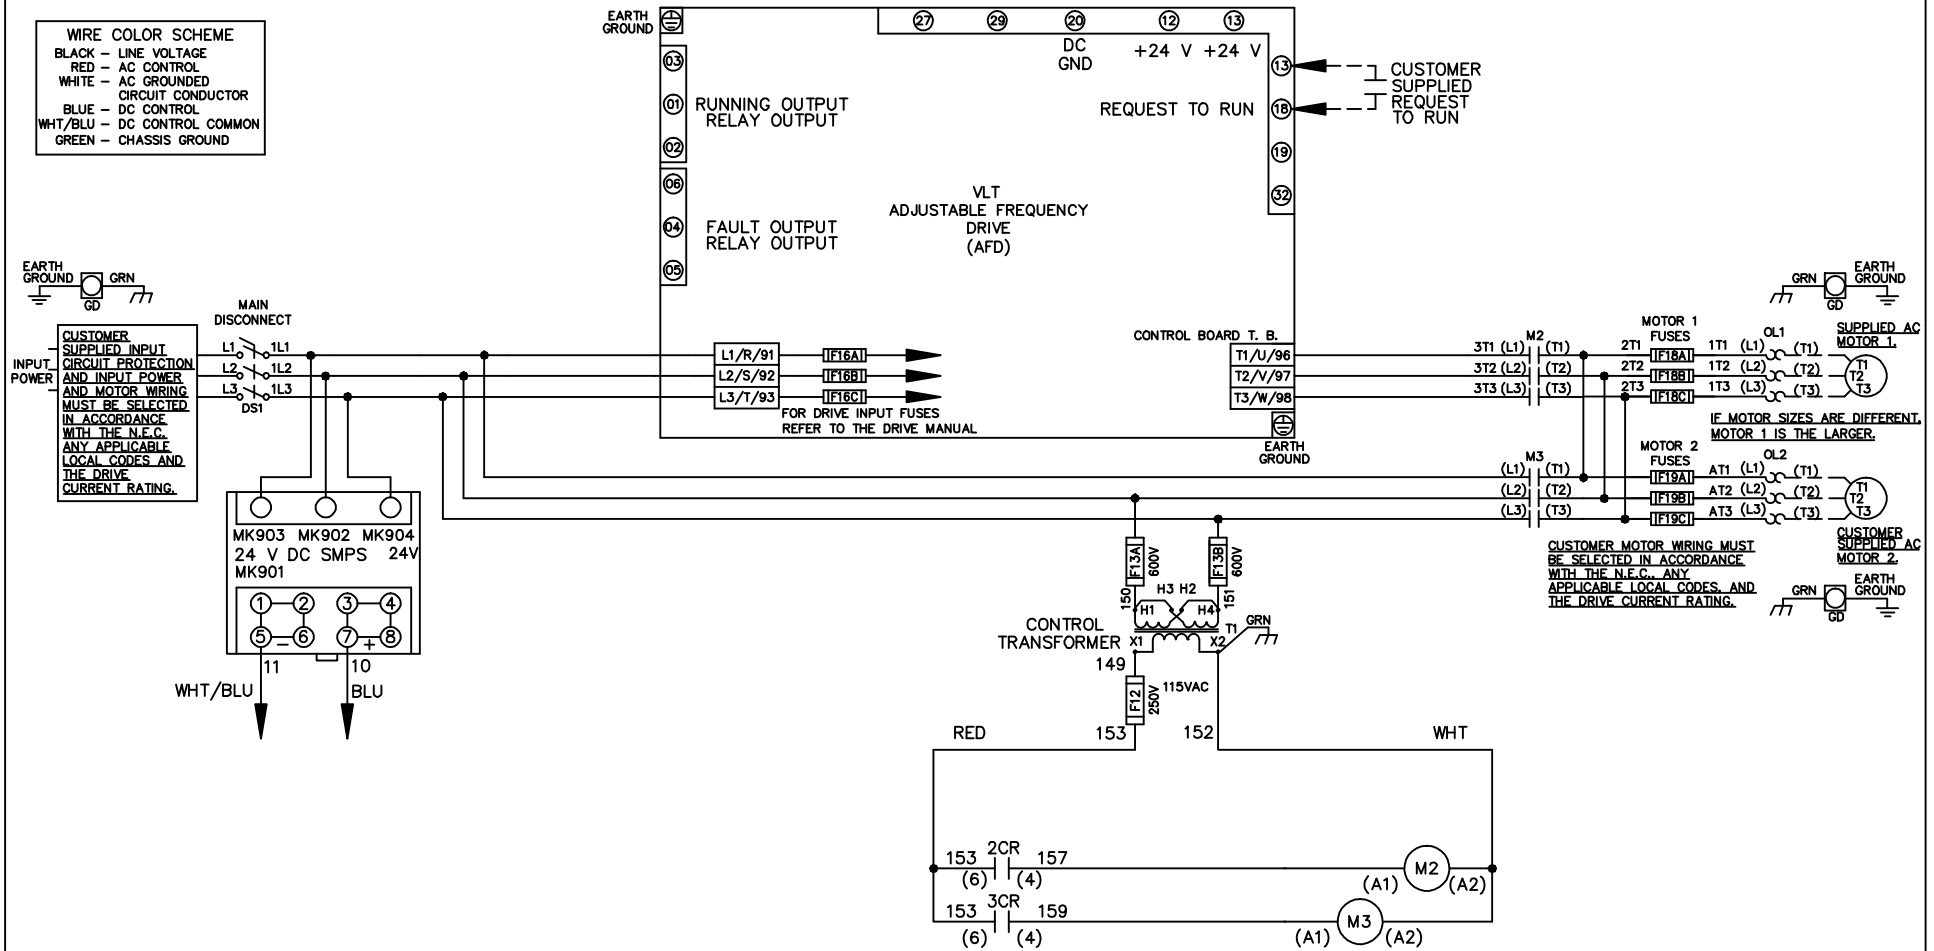 WIRE COLOR SCHEME
BLACK – LINE VOLTAGE
RED – AC CONTROL
WHITE – AC GROUNDED
CIRCUIT CONDUCTOR
BLUE – DC CONTROL
WHT/BLU – DC CONTROL COMMON
GREEN – CHASSIS GROUND
EARTH
GROUND
27 29 20 12 13
DC
GND
+24 V +24 V
03
01
02
RUNNING OUTPUT
RELAY OUTPUT
06
04
05
FAULT OUTPUT
RELAY OUTPUT
13
18
19
32
REQUEST TO RUN
CUSTOMER
SUPPLIED
REQUEST
TO RUN
VLT
ADJUSTABLE FREQUENCY
DRIVE
(AFD)
EARTH
GROUND
GRN
GD
MAIN
DISCONNECT
INPUT
POWER
CUSTOMER
SUPPLIED INPUT
CIRCUIT PROTECTION
AND INPUT POWER
AND MOTOR WIRING
MUST BE SELECTED
IN ACCORDANCE
WITH THE N.E.C.
ANY APPLICABLE
LOCAL CODES AND
THE DRIVE
CURRENT RATING.
L1 1L1
L2 1L2
L3 1L3
DS1
L1/R/91 F16A
L2/S/92 F16B
L3/T/93 F16C
FOR DRIVE INPUT FUSES
REFER TO THE DRIVE MANUAL
CONTROL BOARD T. B.
T1/U/96
T2/V/97
T3/W/98
EARTH
GROUND
M2
MOTOR 1
FUSES
OL1
3T1 (L1) (T1) 2T1 F18A 1T1 (L1) (T1) T1
3T2 (L2) (T2) 2T2 F18B 1T2 (L2) (T2) T2
3T3 (L3) (T3) 2T3 F18C 1T3 (L3) (T3) T3
GRN
GD
EARTH
GROUND
SUPPLIED AC
MOTOR 1.
IF MOTOR SIZES ARE DIFFERENT,
MOTOR 1 IS THE LARGER.
M3
MOTOR 2
FUSES
OL2
(L1) (T1) F19A AT1 (L1) (T1) T1
(L2) (T2) F19B AT2 (L2) (T2) T2
(L3) (T3) F19C AT3 (L3) (T3) T3
CUSTOMER
SUPPLIED AC
MOTOR 2.
CUSTOMER MOTOR WIRING MUST
BE SELECTED IN ACCORDANCE
WITH THE N.E.C., ANY
APPLICABLE LOCAL CODES, AND
THE DRIVE CURRENT RATING.
GRN
GD
EARTH
GROUND
MK903 MK902 MK904
24 V DC SMPS 24V
MK901
1 2 3 4
5 – 6 7 + 8
11 10
WHT/BLU BLU
F13A 600V F13B 600V
150 151
H3 H2
H1 H4
CONTROL
TRANSFORMER
X1 X2 T1 GRN
149
F12 250V
115VAC
153 152
RED WHT
153 2CR 157 M2
(6) (4) (A1) (A2)
153 3CR 159 M3
(6) (4) (A1) (A2)